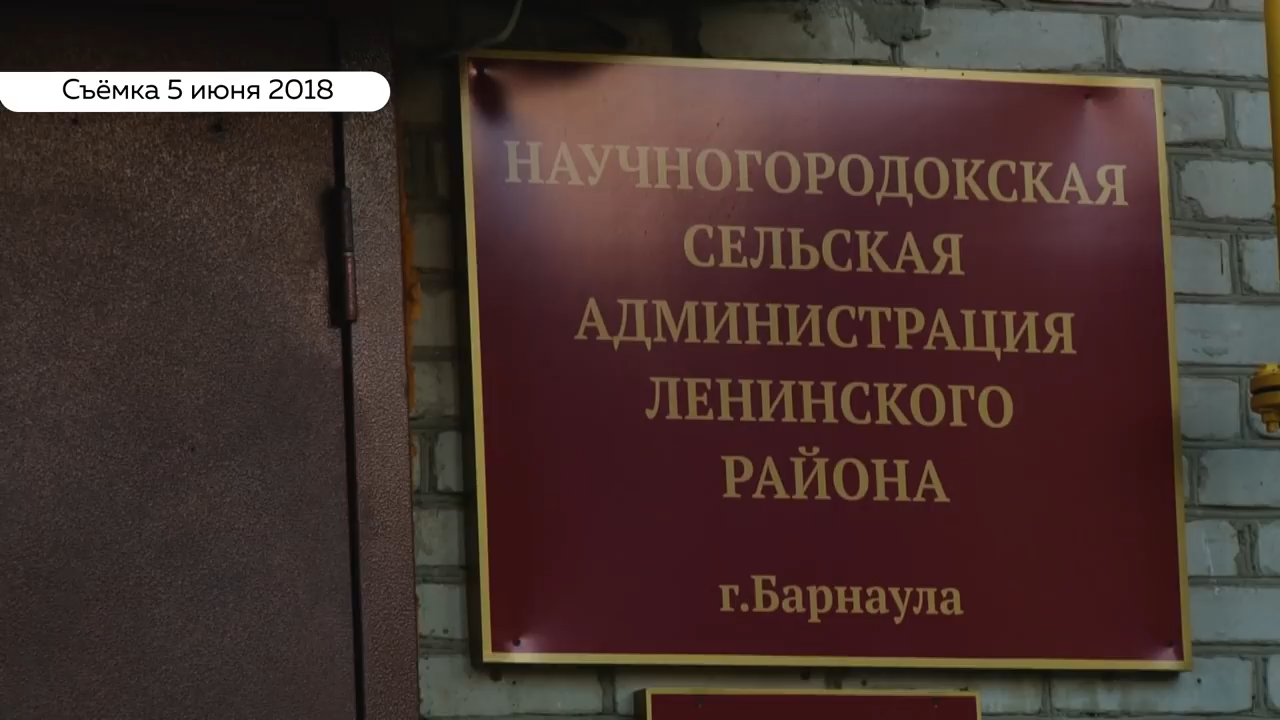 Съёмка 5 июня 2018
НАУЧНОГОРОДОКСКАЯ
СЕЛЬСКАЯ
АДМИНИСТРАЦИЯ
ЛЕНИНСКОГО
РАЙОНА
г.Барнаула